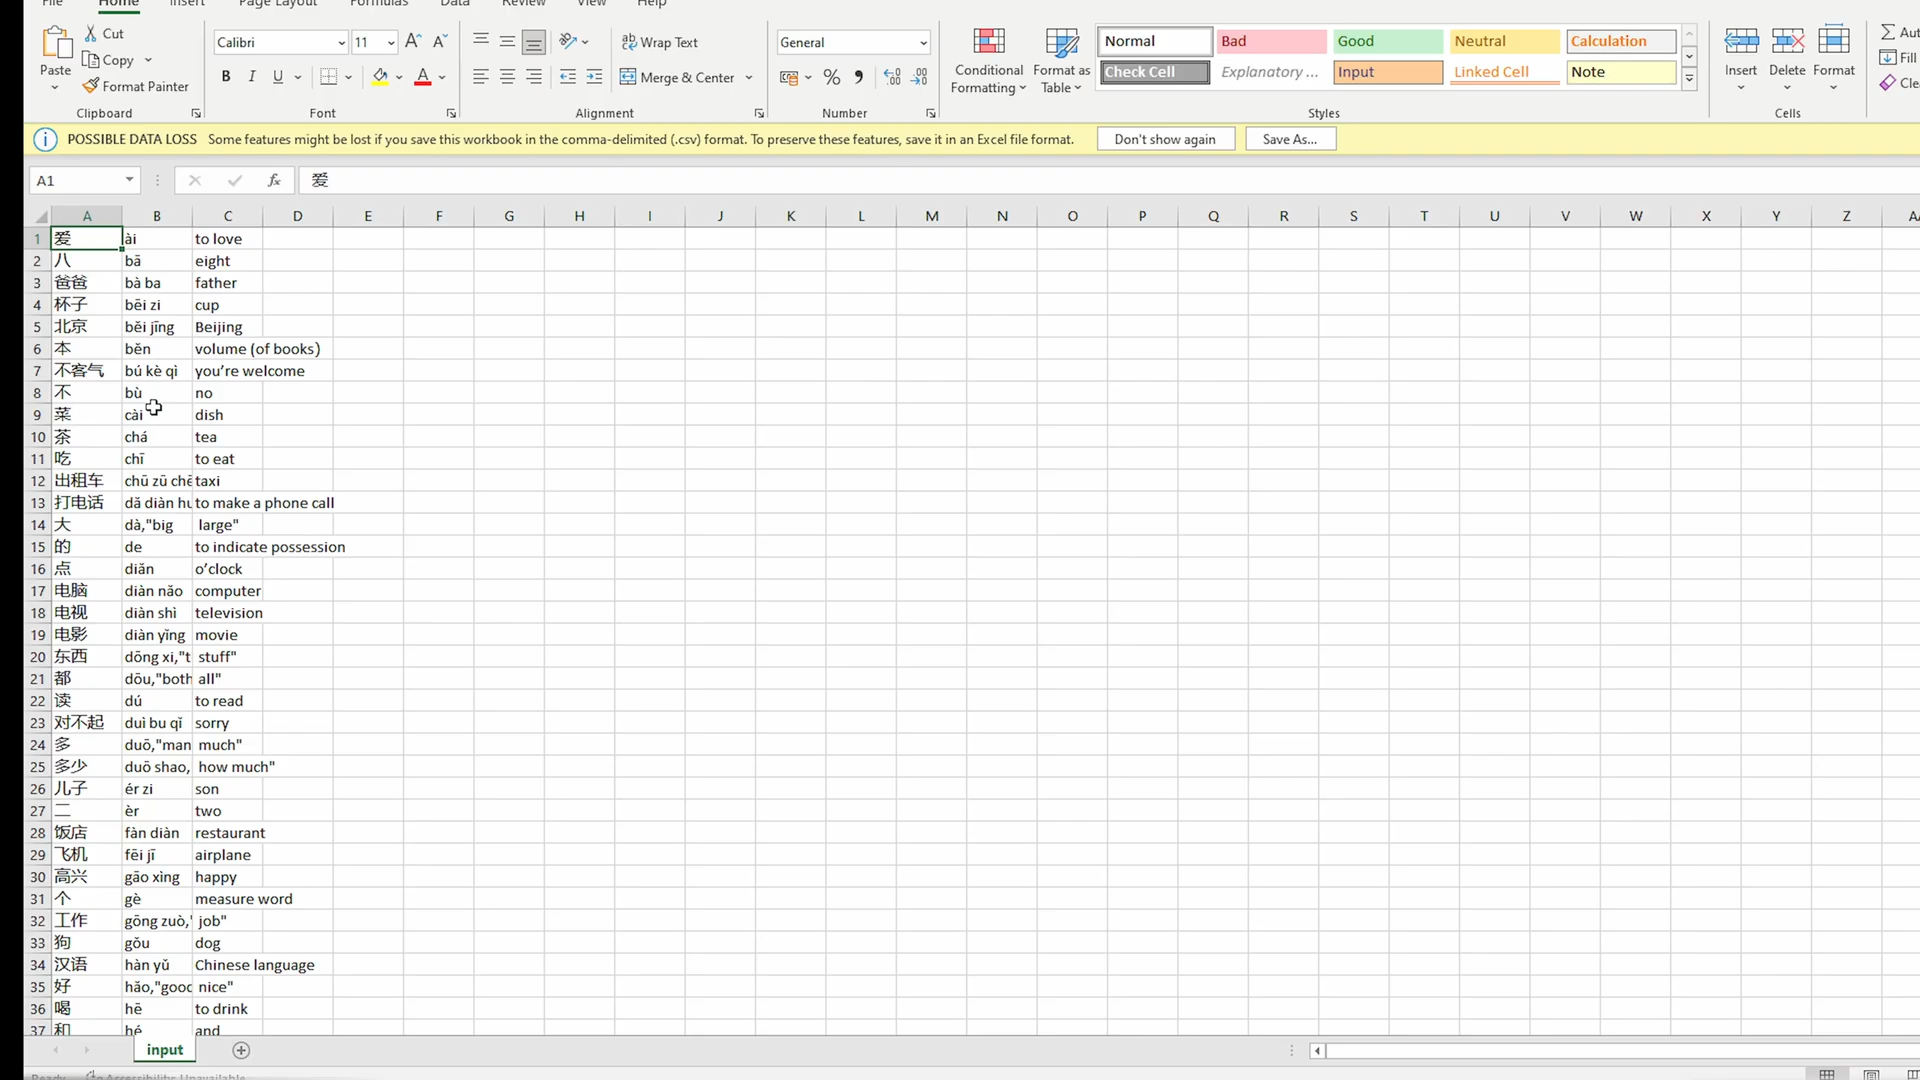 File Home Insert Page Layout Formulas Data Review View Help
Paste Cut Copy Format Painter Clipboard
Calibri 11 A A B I U A Font
ab Wrap Text Merge & Center Alignment
General % Number
Conditional Formatting Format as Table
Normal Bad Good Neutral Calculation
Check Cell Explanatory ... Input Linked Cell Note
Styles
Insert Delete Format Cells
Fill
POSSIBLE DATA LOSS Some features might be lost if you save this workbook in the comma-delimited (.csv) format. To preserve these features, save it in an Excel file format. Don't show again Save As...
A1 fx 爱
A B C D E F G H I J K L M N O P Q R S T U V W X Y Z
1 爱 ài to love
2 八 bā eight
3 爸爸 bà ba father
4 杯子 bēi zi cup
5 北京 běi jīng Beijing
6 本 běn volume (of books)
7 不客气 bú kè qì you’re welcome
8 不 bù no
9 菜 cài dish
10 茶 chá tea
11 吃 chī to eat
12 出租车 chū zū chē taxi
13 打电话 dǎ diàn hu to make a phone call
14 大 dà,"big large"
15 的 de to indicate possession
16 点 diǎn o’clock
17 电脑 diàn nǎo computer
18 电视 diàn shì television
19 电影 diàn yǐng movie
20 东西 dōng xi,"t stuff"
21 都 dōu,"both all"
22 读 dú to read
23 对不起 duì bu qǐ sorry
24 多 duō,"man much"
25 多少 duō shao, how much"
26 儿子 ér zi son
27 二 èr two
28 饭店 fàn diàn restaurant
29 飞机 fēi jī airplane
30 高兴 gāo xìng happy
31 个 gè measure word
32 工作 gōng zuò," job"
33 狗 gǒu dog
34 汉语 hàn yǔ Chinese language
35 好 hǎo,"good nice"
36 喝 hē to drink
37 和 hé and
input